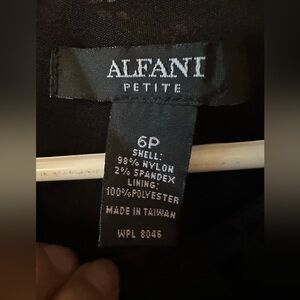 ALFANI
PETITE
6P
SHELL:
98% NYLON
2% SPANDEX
LINING:
100%POLYESTER
MADE IN TAIWAN
WPL 8046